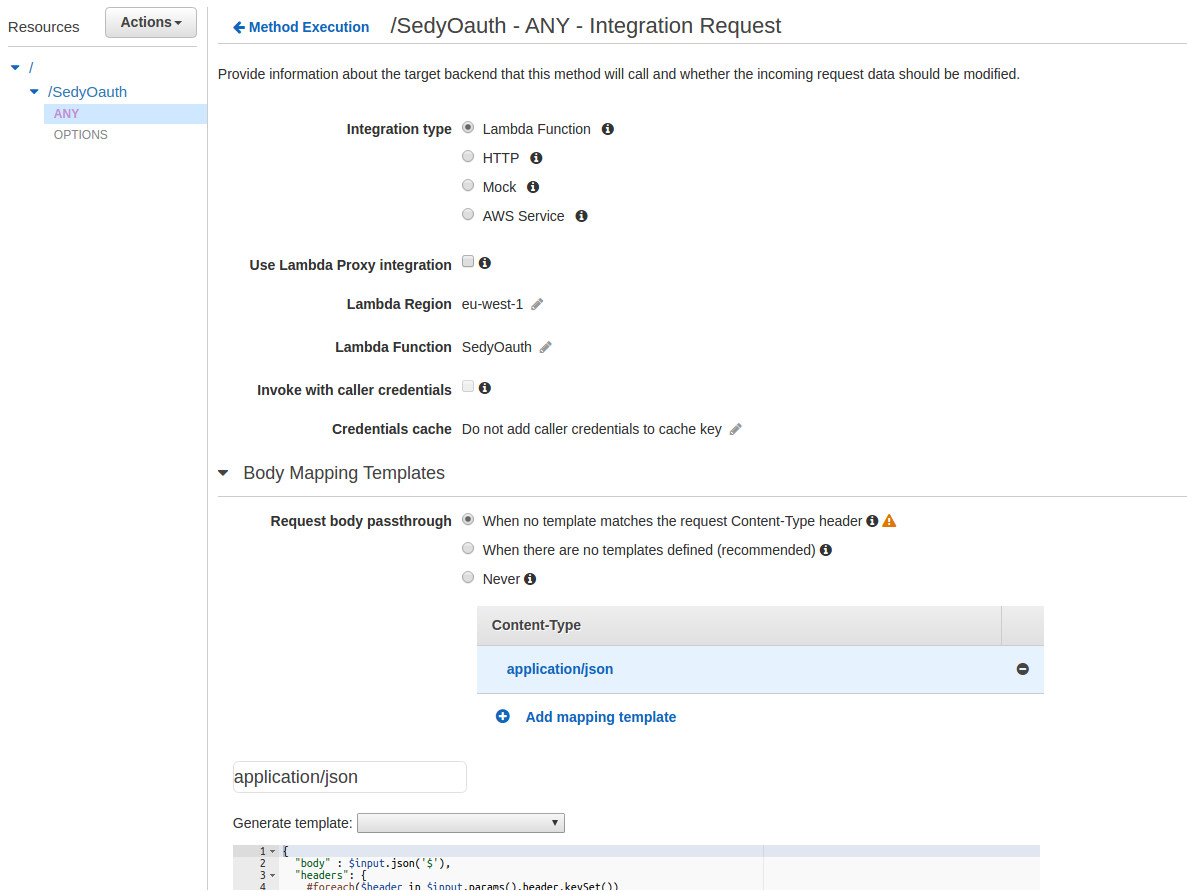 Resources
Actions
Method Execution
/SedyOauth - ANY - Integration Request
/
/SedyOauth
ANY
OPTIONS
Provide information about the target backend that this method will call and whether the incoming request data should be modified.
Integration type
Lambda Function
HTTP
Mock
AWS Service
Use Lambda Proxy integration
Lambda Region eu-west-1
Lambda Function SedyOauth
Invoke with caller credentials
Credentials cache Do not add caller credentials to cache key
Body Mapping Templates
Request body passthrough
When no template matches the request Content-Type header
When there are no templates defined (recommended)
Never
Content-Type
application/json
Add mapping template
application/json
Generate template:
1 {
2 "body" : $input.json('$'),
3 "headers": {
4 #foreach($header in $input.params().header.keySet())